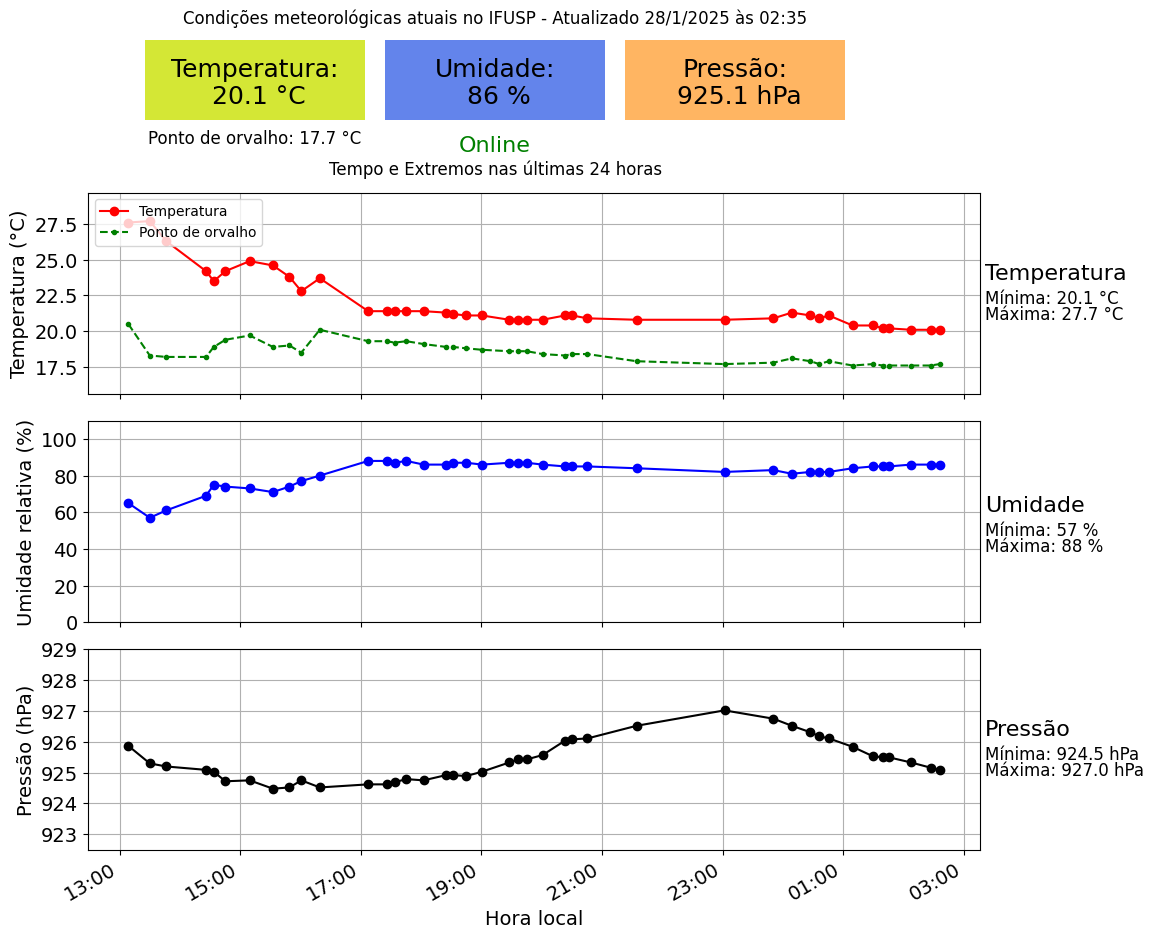 Condições meteorológicas atuais no IFUSP - Atualizado 28/1/2025 às 02:35
Temperatura:
20.1 °C
Umidade:
86 %
Pressão:
925.1 hPa
Ponto de orvalho: 17.7 °C
Online
Tempo e Extremos nas últimas 24 horas
Temperatura (°C)
27.5
25.0
22.5
20.0
17.5
Temperatura
Ponto de orvalho
Temperatura
Mínima: 20.1 °C
Máxima: 27.7 °C
Umidade relativa (%)
100
80
60
40
20
0
Umidade
Mínima: 57 %
Máxima: 88 %
Pressão (hPa)
929
928
927
926
925
924
923
Pressão
Mínima: 924.5 hPa
Máxima: 927.0 hPa
13:00 15:00 17:00 19:00 21:00 23:00 01:00 03:00
Hora local